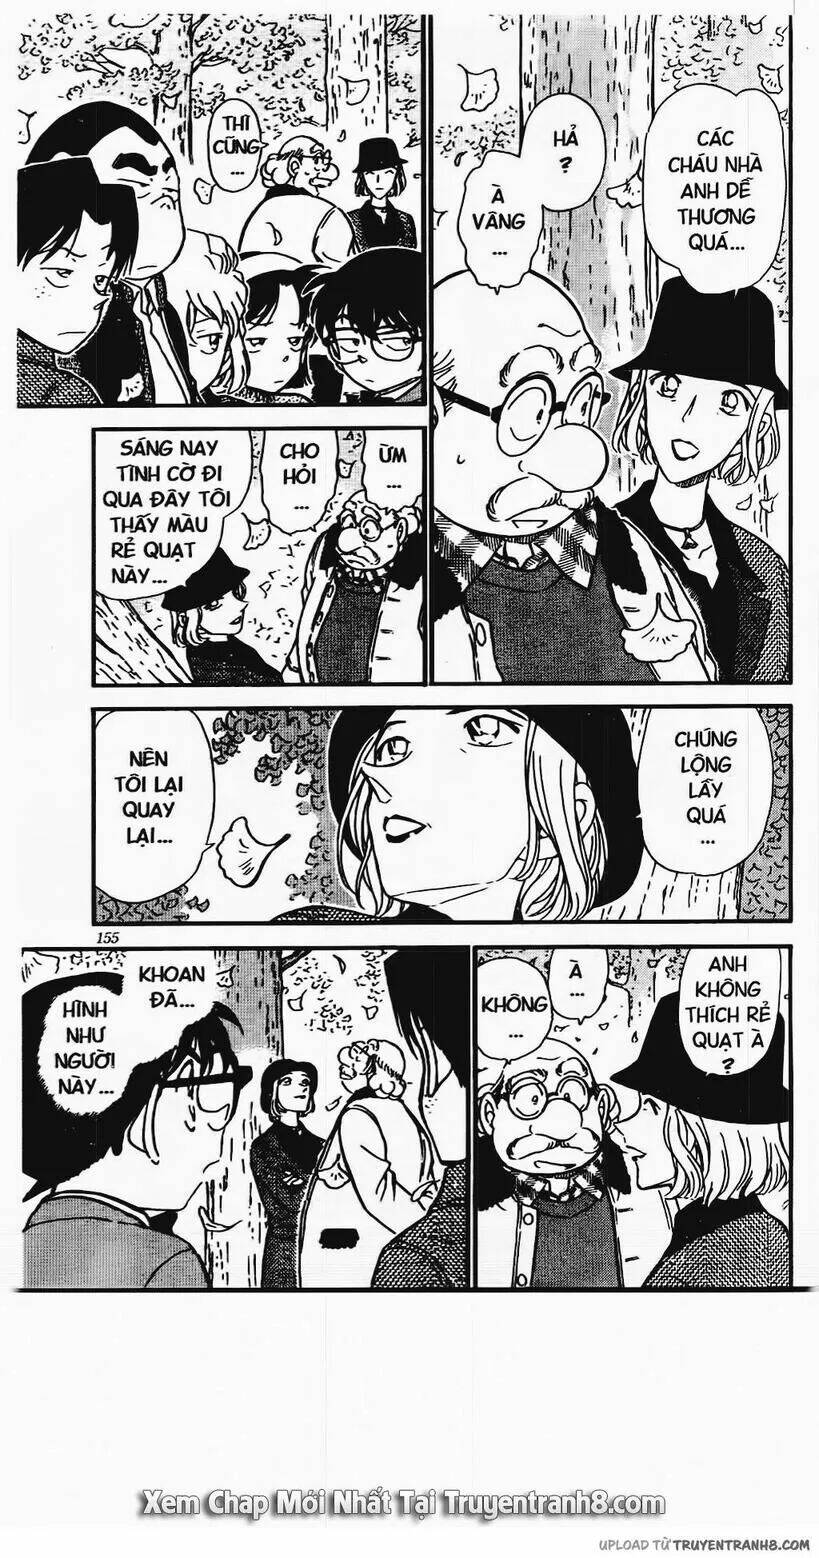 CÁC
CHÁU NHÀ
ANH DỄ
THƯƠNG
QUÁ...
HẢ
?
À
VÂNG
...
THÌ
CŨNG
...
ỪM
...
CHO
HỎI
...
SÁNG NAY
TÌNH CỜ ĐI
QUA ĐÂY TÔI
THẤY MÀU
RẺ QUẠT
NÀY...
CHÚNG
LỘNG
LẪY
QUÁ
...
NÊN
TÔI LẠI
QUAY
LẠI...
155
ANH
KHÔNG
THÍCH RẺ
QUẠT À
?
À
...
KHÔNG
...
KHOAN
ĐÃ...
HÌNH
NHƯ
NGƯỜI
NÀY...
Xem Chap Mới Nhất Tại Truyentranh8.com
UPLOAD TỪ TRUYENTRANH8.COM